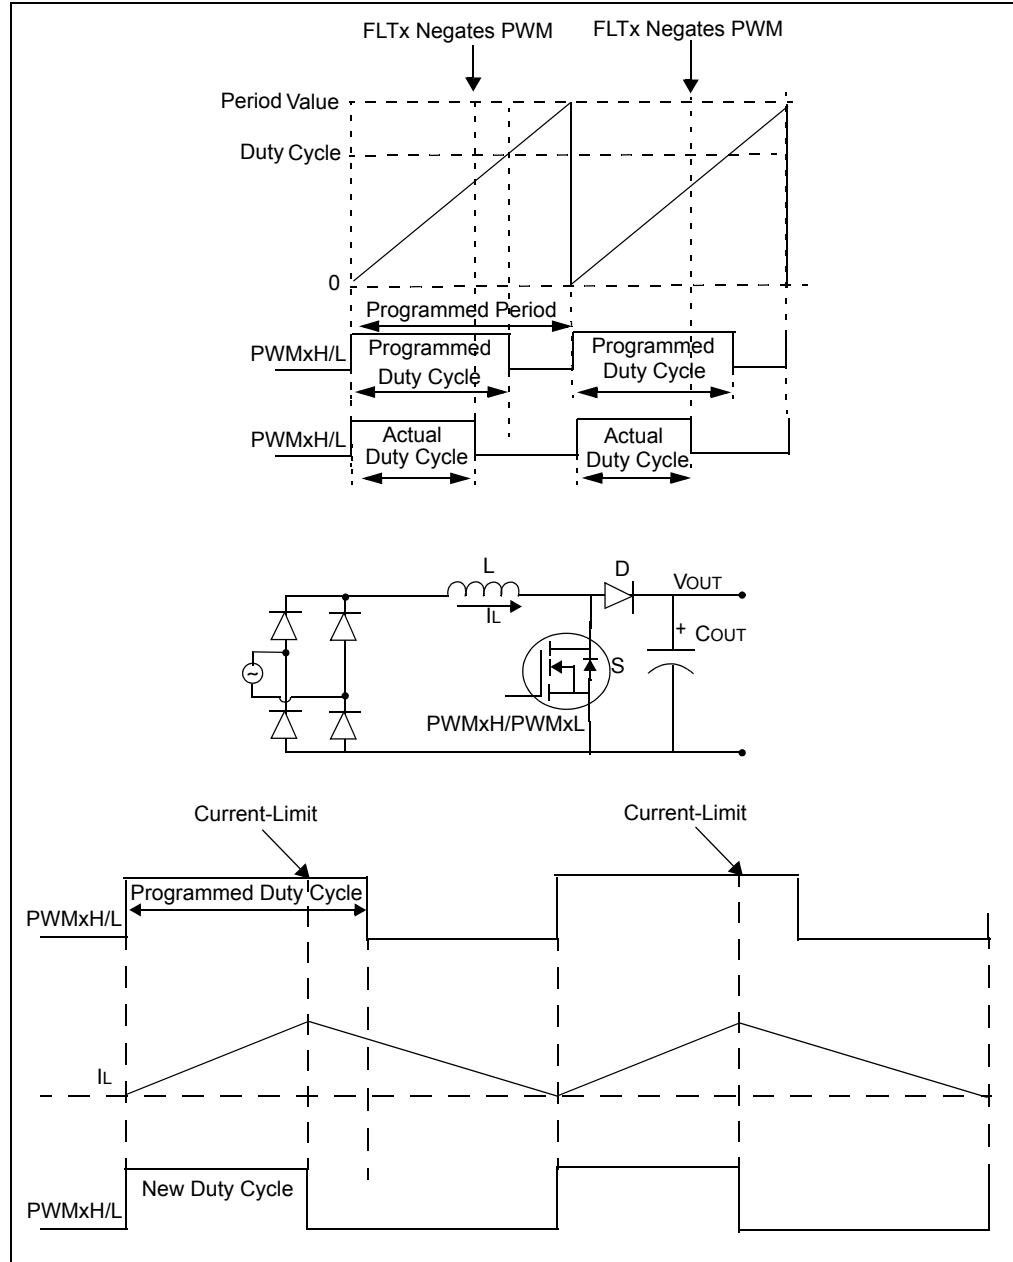 FLTx Negates PWM
FLTx Negates PWM
Period Value
Duty Cycle
0
Programmed Period
PWMxH/L
Programmed
Duty Cycle
Programmed
Duty Cycle
PWMxH/L
Actual
Duty Cycle
Actual
Duty Cycle
L
D
VOUT
IL
+
COUT
S
~
PWMxH/PWMxL
Current-Limit
Current-Limit
Programmed Duty Cycle
PWMxH/L
IL
New Duty Cycle
PWMxH/L